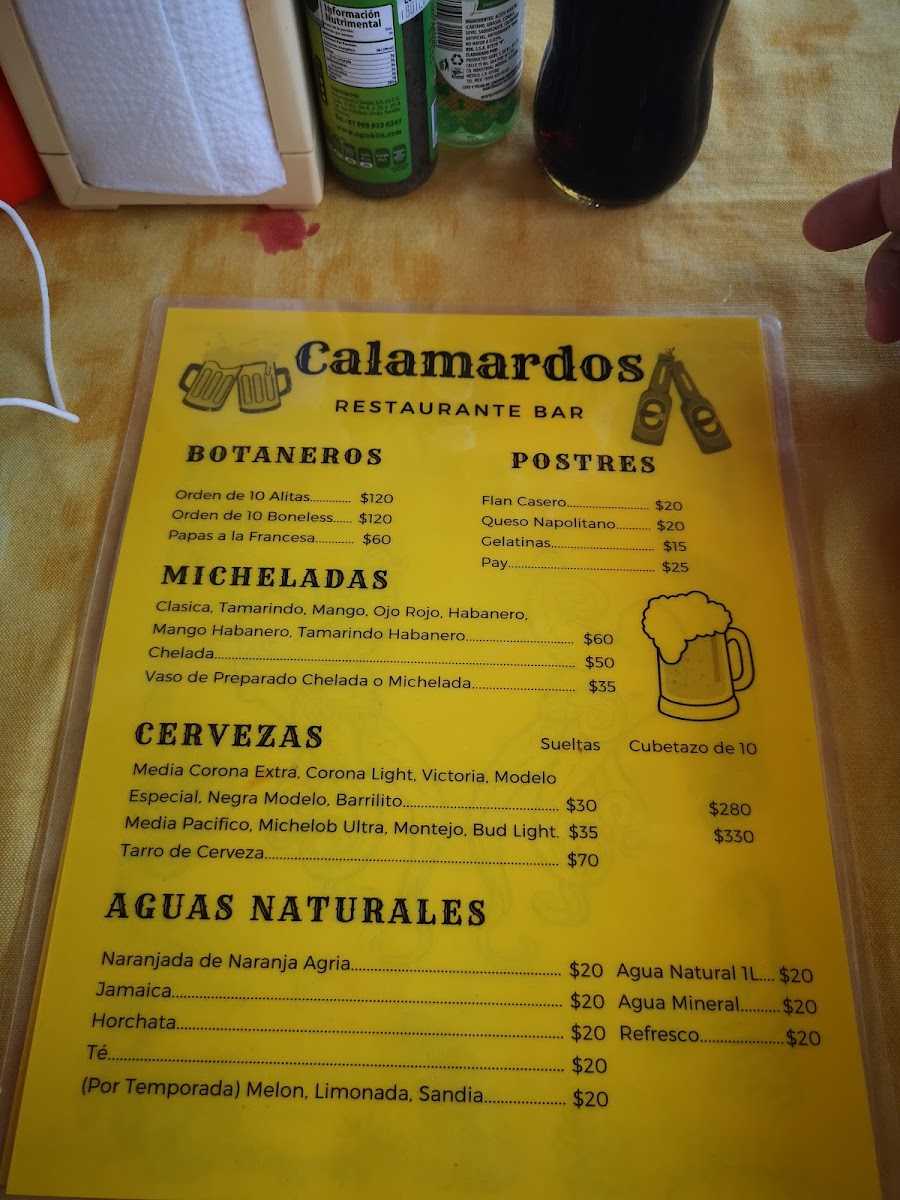 Información
Nutrimental
www.agroklin.com
Calamardos
RESTAURANTE BAR
BOTANEROS
Orden de 10 Alitas............ $120
Orden de 10 Boneless...... $120
Papas a la Francesa........... $60
POSTRES
Flan Casero.......................... $20
Queso Napolitano........... $20
Gelatinas................................ $15
Pay...................................................... $25
MICHELADAS
Clasica, Tamarindo, Mango, Ojo Rojo, Habanero,
Mango Habanero, Tamarindo Habanero........................... $60
Chelada.................................................................................... $50
Vaso de Preparado Chelada o Michelada.......................... $35
CERVEZAS
Sueltas Cubetazo de 10
Media Corona Extra, Corona Light, Victoria, Modelo
Especial, Negra Modelo, Barrilito.................................... $30 $280
Media Pacifico, Michelob Ultra, Montejo, Bud Light. $35 $330
Tarro de Cerveza................................................................... $70
AGUAS NATURALES
Naranjada de Naranja Agria........................................... $20 Agua Natural 1L.... $20
Jamaica................................................................................ $20 Agua Mineral.......... $20
Horchata............................................................................... $20 Refresco..................... $20
Té............................................................................................ $20
(Por Temporada) Melon, Limonada, Sandia.................. $20